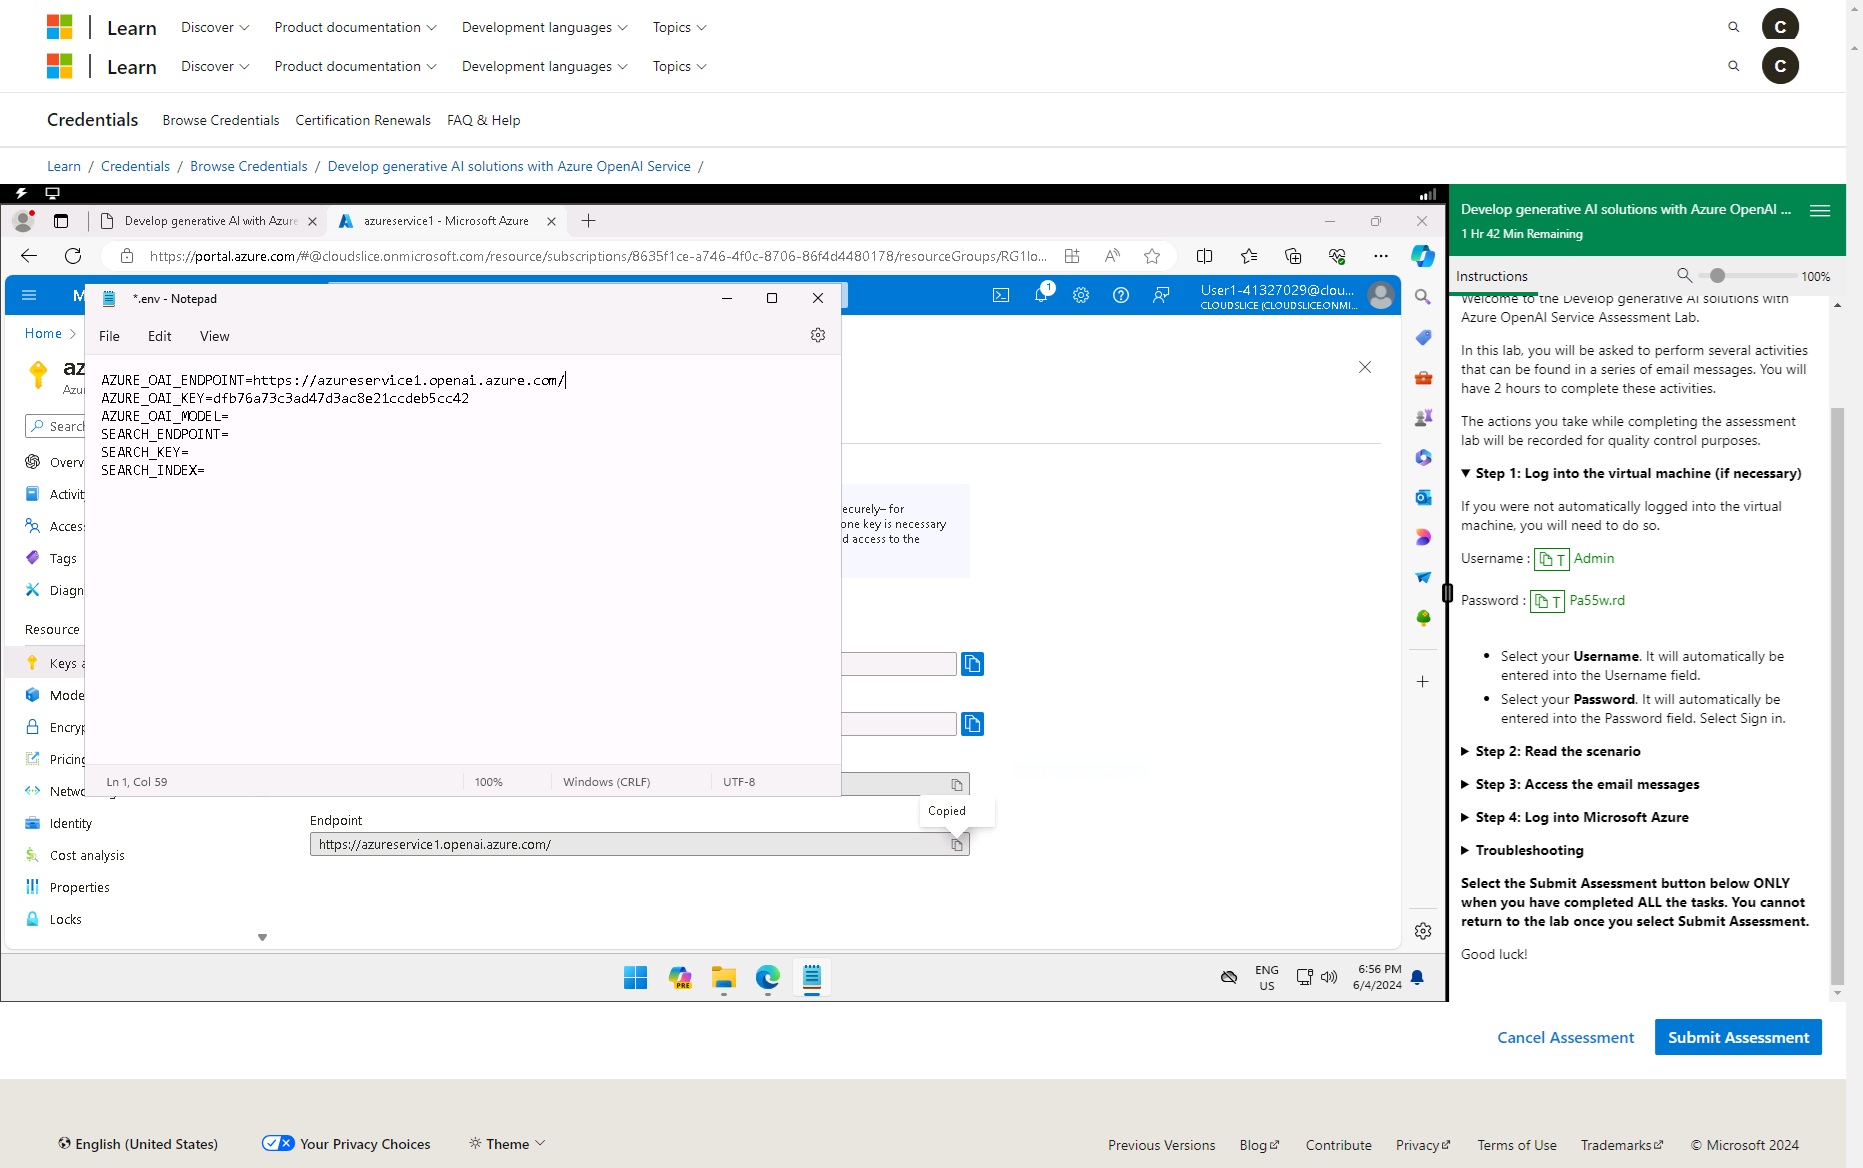 Learn Discover Product documentation Development languages Topics C
Learn Discover Product documentation Development languages Topics C
Credentials Browse Credentials Certification Renewals FAQ & Help
Learn / Credentials / Browse Credentials / Develop generative AI solutions with Azure OpenAI Service /
Develop generative AI with Azure
azureservice1 - Microsoft Azure
https://portal.azure.com/#@cloudslice.onmicrosoft.com/resource/subscriptions/8635f1ce-a746-4f0c-8706-86f4d4480178/resourceGroups/RG1lo...
M
1
User1-41327029@clou...
CLOUDSLICE (CLOUDSLICE.ONMI...
Home >
az
Azur
Search
Overv
Activit
Access
Tags
Diagn
Resource
Keys a
Mode
Encryp
Pricing
Netwo
Identity
Cost analysis
Properties
Locks
*.env - Notepad
File Edit View
AZURE_OAI_ENDPOINT=https://azureservice1.openai.azure.com/
AZURE_OAI_KEY=dfb76a73c3ad47d3ac8e21ccdeb5cc42
AZURE_OAI_MODEL=
SEARCH_ENDPOINT=
SEARCH_KEY=
SEARCH_INDEX=
Ln 1, Col 59 100% Windows (CRLF) UTF-8
ecurely– for
one key is necessary
d access to the
Copied
Endpoint
https://azureservice1.openai.azure.com/
PRE
ENG
US
6:56 PM
6/4/2024
Develop generative AI solutions with Azure OpenAI ...
1 Hr 42 Min Remaining
Instructions 100%
Welcome to the Develop generative AI solutions with
Azure OpenAI Service Assessment Lab.
In this lab, you will be asked to perform several activities
that can be found in a series of email messages. You will
have 2 hours to complete these activities.
The actions you take while completing the assessment
lab will be recorded for quality control purposes.
Step 1: Log into the virtual machine (if necessary)
If you were not automatically logged into the virtual
machine, you will need to do so.
Username : T Admin
Password : T Pa55w.rd
• Select your Username. It will automatically be
entered into the Username field.
• Select your Password. It will automatically be
entered into the Password field. Select Sign in.
Step 2: Read the scenario
Step 3: Access the email messages
Step 4: Log into Microsoft Azure
Troubleshooting
Select the Submit Assessment button below ONLY
when you have completed ALL the tasks. You cannot
return to the lab once you select Submit Assessment.
Good luck!
Cancel Assessment Submit Assessment
English (United States) Your Privacy Choices Theme
Previous Versions Blog Contribute Privacy Terms of Use Trademarks © Microsoft 2024